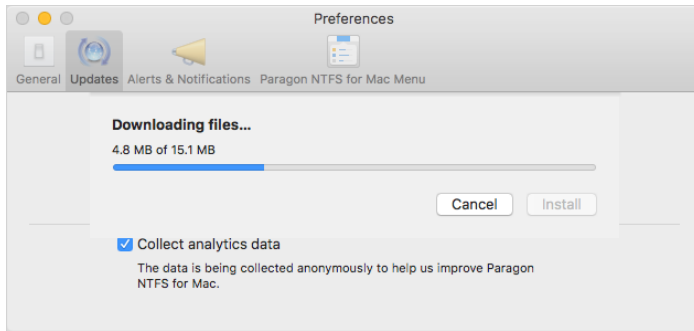 Preferences
General Updates Alerts & Notifications Paragon NTFS for Mac Menu
Downloading files...
4.8 MB of 15.1 MB
Cancel Install
Collect analytics data
The data is being collected anonymously to help us improve Paragon
NTFS for Mac.